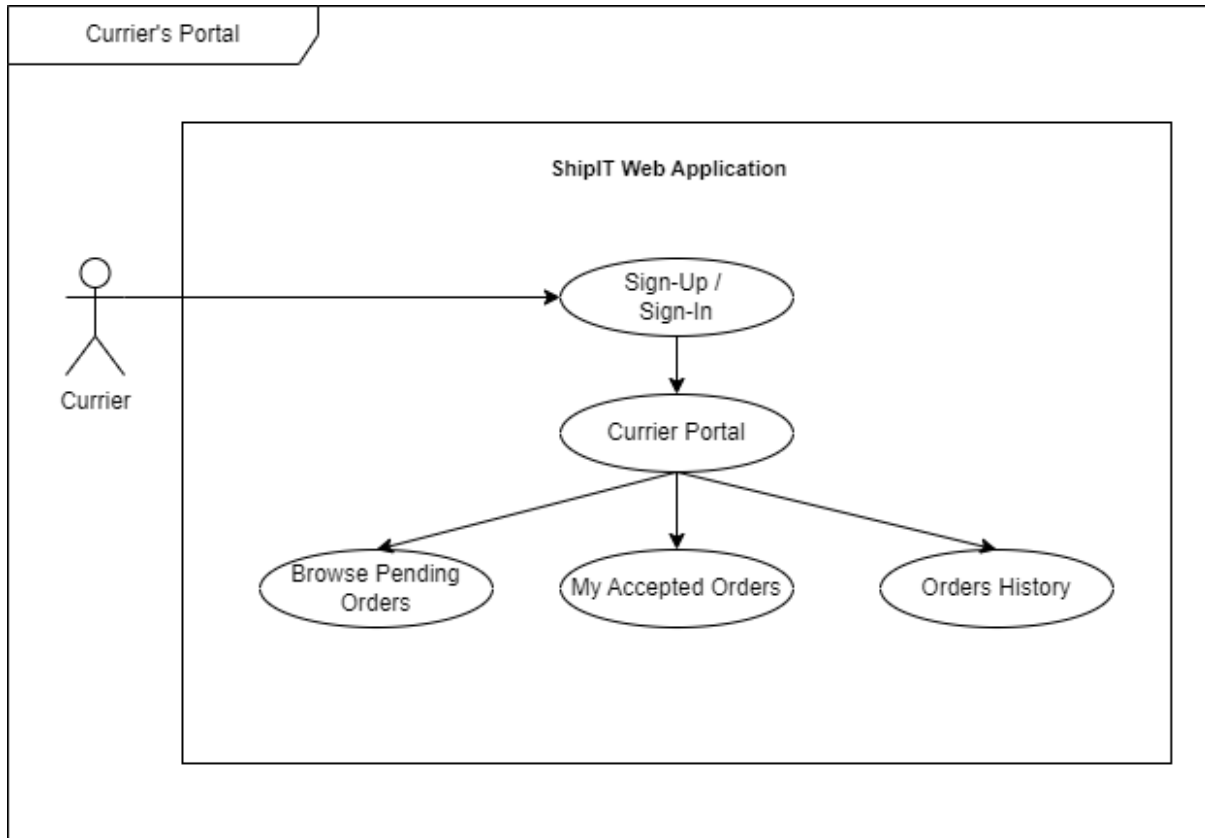 Currier's Portal
ShipIT Web Application
Sign-Up /
Sign-In
Currier
Currier Portal
Browse Pending
Orders
My Accepted Orders
Orders History